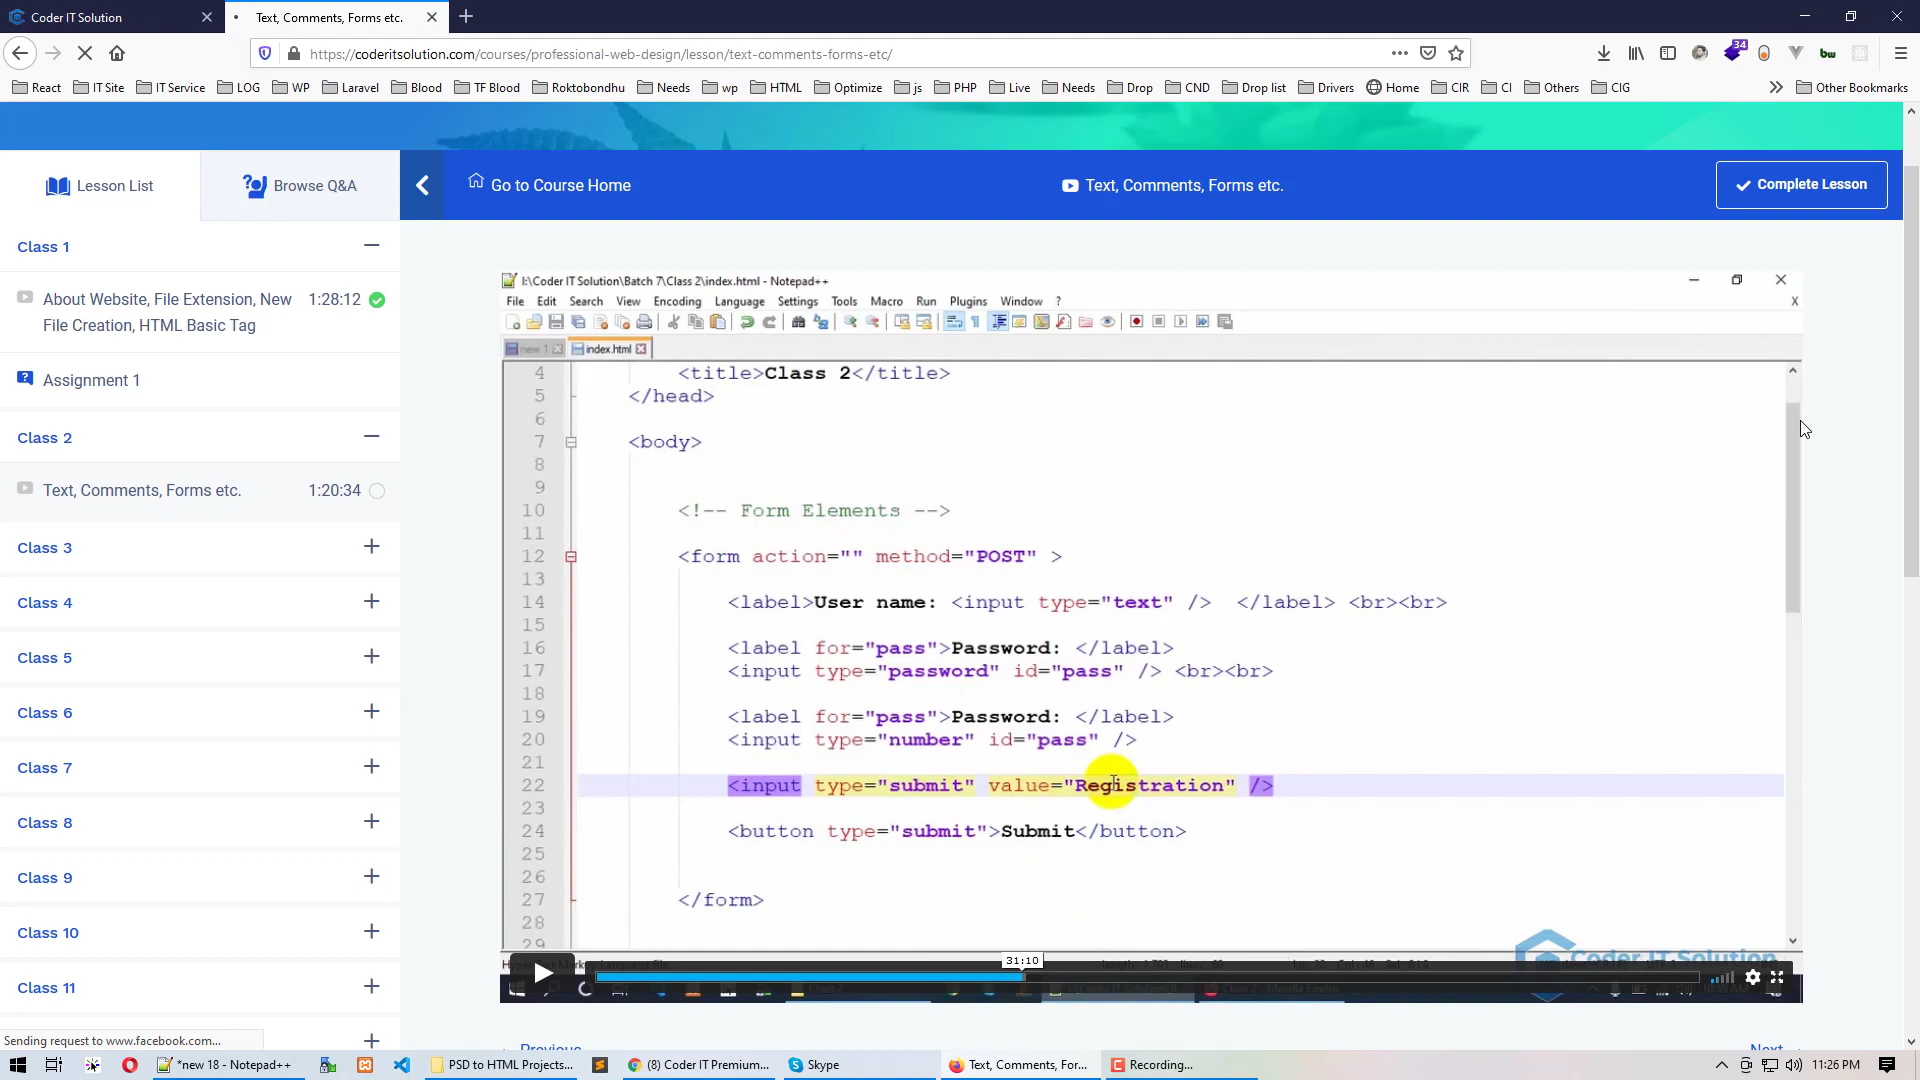 Coder IT Solution
Text, Comments, Forms etc.
https://coderitsolution.com/courses/professional-web-design/lesson/text-comments-forms-etc/
34
React IT Site IT Service LOG WP Laravel Blood TF Blood Roktobondhu Needs wp HTML Optimize js PHP Live Needs Drop CND Drop list Drivers Home CIR CI Others CIG Other Bookmarks
Lesson List
Browse Q&A
Go to Course Home
Text, Comments, Forms etc.
Complete Lesson
Class 1
About Website, File Extension, New File Creation, HTML Basic Tag 1:28:12
Assignment 1
Class 2
Text, Comments, Forms etc. 1:20:34
Class 3
Class 4
Class 5
Class 6
Class 7
Class 8
Class 9
Class 10
Class 11
I:\Coder IT Solution\Batch 7\Class 2\index.html - Notepad++
File Edit Search View Encoding Language Settings Tools Macro Run Plugins Window ? X
new 1 index.html
4 <title>Class 2</title>
5 </head>
6
7 <body>
8
9
10 <!-- Form Elements -->
11
12 <form action="" method="POST" >
13
14 <label>User name: <input type="text" /> </label> <br><br>
15
16 <label for="pass">Password: </label>
17 <input type="password" id="pass" /> <br><br>
18
19 <label for="pass">Password: </label>
20 <input type="number" id="pass" />
21
22 <input type="submit" value="Registration" />
23
24 <button type="submit">Submit</button>
25
26
27 </form>
28
29
Coder IT Solution
31:10
Previous
Next
Sending request to www.facebook.com...
*new 18 - Notepad++
PSD to HTML Projects...
(8) Coder IT Premium...
Skype
Text, Comments, For...
Recording...
11:26 PM